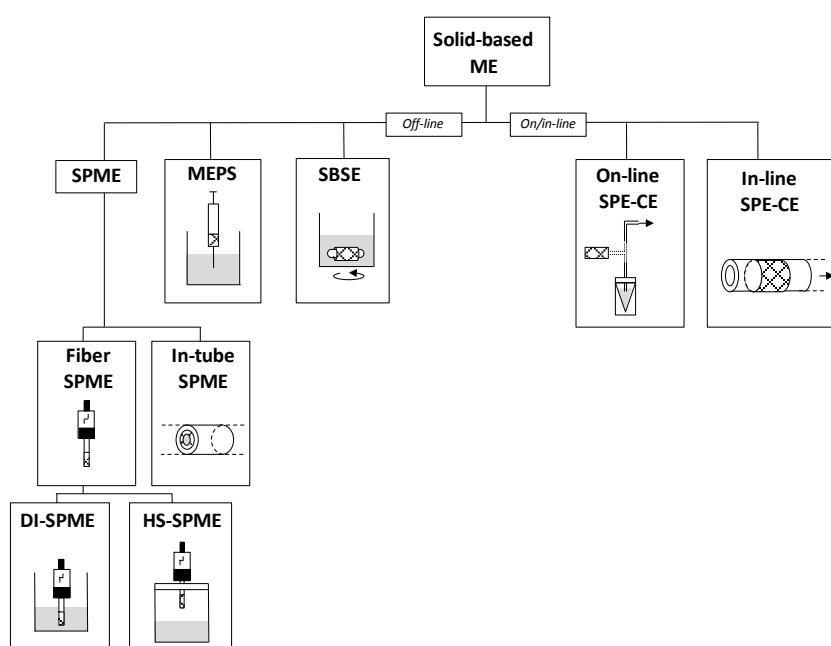 Solid-based
ME
Off-line
On/in-line
SPME
MEPS
SBSE
On-line
SPE-CE
In-line
SPE-CE
Fiber
SPME
In-tube
SPME
DI-SPME
HS-SPME